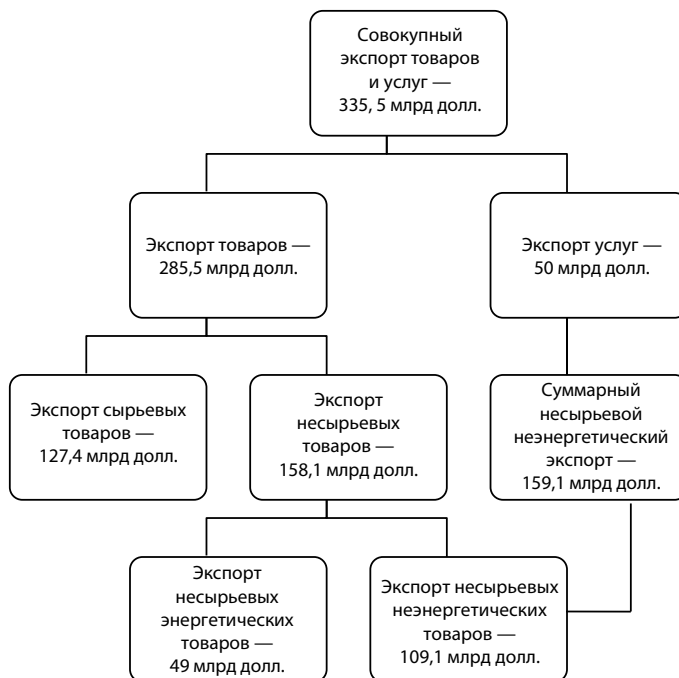 Совокупный
экспорт товаров
и услуг —
335, 5 млрд долл.
Экспорт товаров —
285,5 млрд долл.
Экспорт услуг —
50 млрд долл.
Экспорт сырьевых
товаров —
127,4 млрд долл.
Экспорт
несырьевых
товаров —
158,1 млрд долл.
Суммарный
несырьевой
неэнергетический
экспорт —
159,1 млрд долл.
Экспорт
несырьевых
энергетических
товаров —
49 млрд долл.
Экспорт несырьевых
неэнергетических
товаров —
109,1 млрд долл.